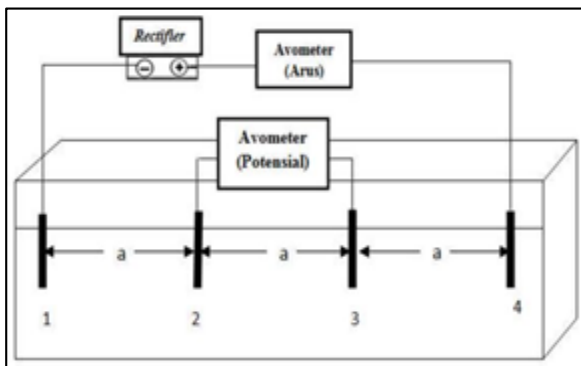 Rectifier
Avometer
(Arus)
Avometer
(Potensial)
a a a
1 2 3 4